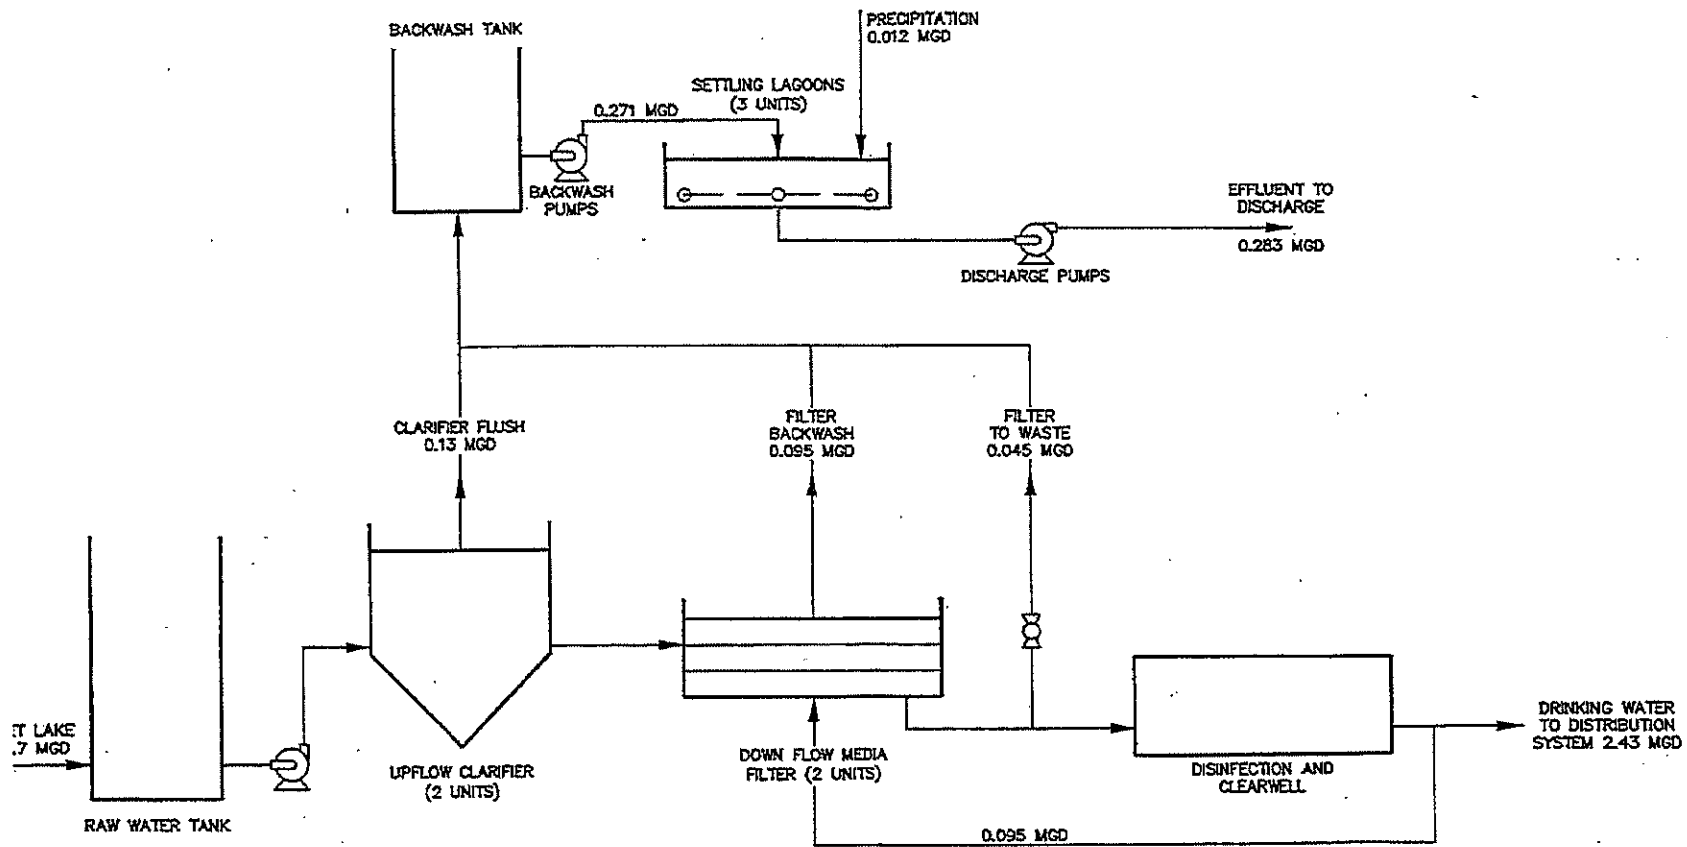 BACKWASH TANK
PRECIPITATION
0.012 MGD
SETTLING LAGOONS
(3 UNITS)
0.271 MGD
BACKWASH
PUMPS
EFFLUENT TO
DISCHARGE
0.283 MGD
DISCHARGE PUMPS
CLARIFIER FLUSH
0.13 MGD
FILTER
BACKWASH
0.095 MGD
FILTER
TO WASTE
0.045 MGD
ET LAKE
.7 MGD
RAW WATER TANK
UPFLOW CLARIFIER
(2 UNITS)
DOWN FLOW MEDIA
FILTER (2 UNITS)
DISINFECTION AND
CLEARWELL
DRINKING WATER
TO DISTRIBUTION
SYSTEM 2.43 MGD
0.095 MGD